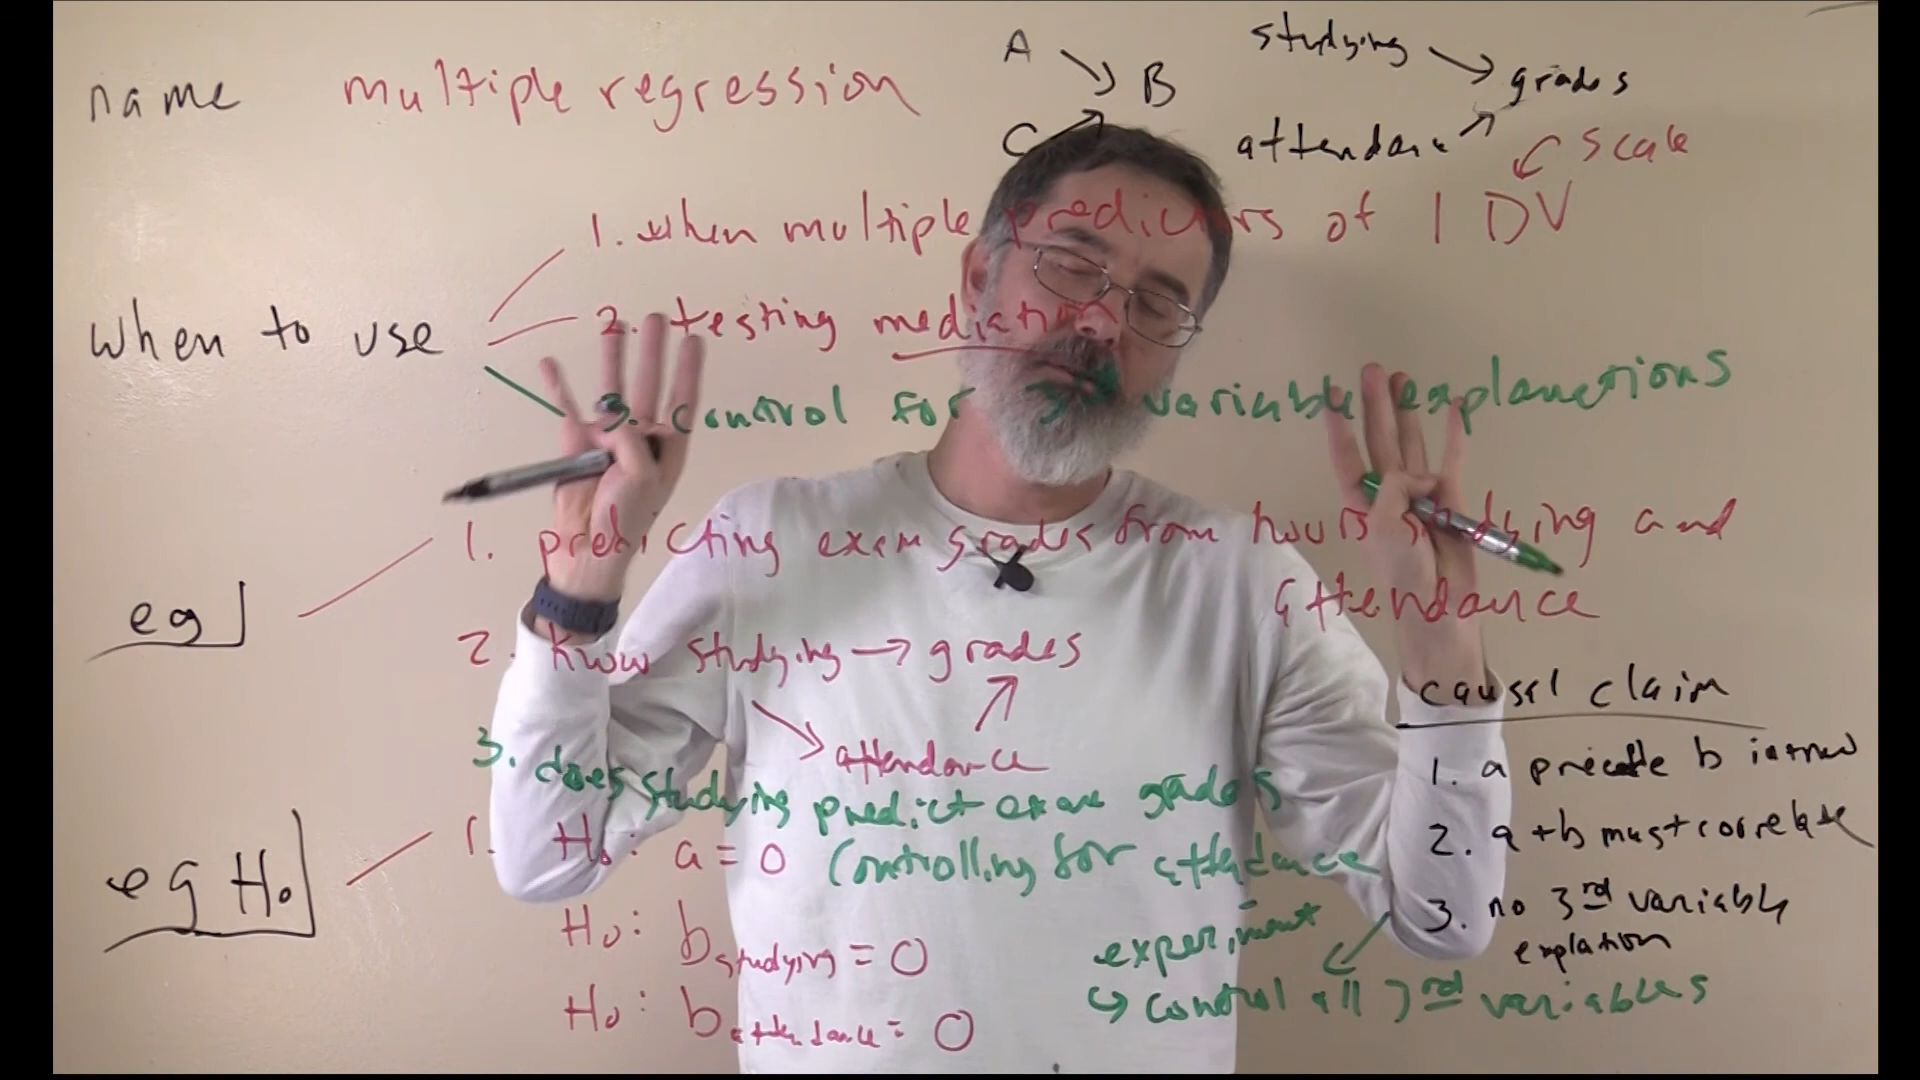 name multiple regression
A → B
C
studying → grades
attendance
scale
1. when multiple predictors of 1 DV
when to use
2. testing mediation
3. control for 3rd variable explanations
eg
1. predicting exam grades from hours studying and
attendance
2. know studying → grades
attendance
3. does studying predict exam grades
controlling for attendance
eg H₀
1. H₀: a = 0
H₀: b studying = 0
H₀: b attendance = 0
causal claim
1. a precede b in
2. a + b must correlate
3. no 3rd variable
explation
experiment
↳ control all 3rd variables